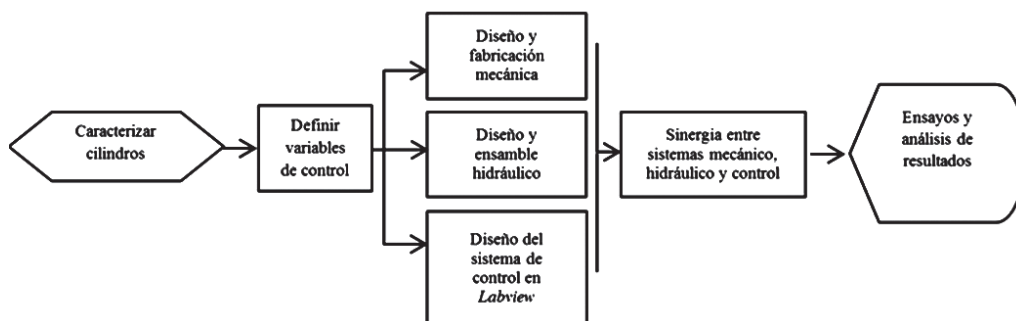 Caracterizar
cilindros
Definir
variables
de control
Diseño y
fabricación
mecánica
Diseño y
ensamble
hidráulico
Diseño del
sistema de
control en
Labview
Sinergia entre
sistemas mecánico,
hidráulico y control
Ensayos y
análisis de
resultados